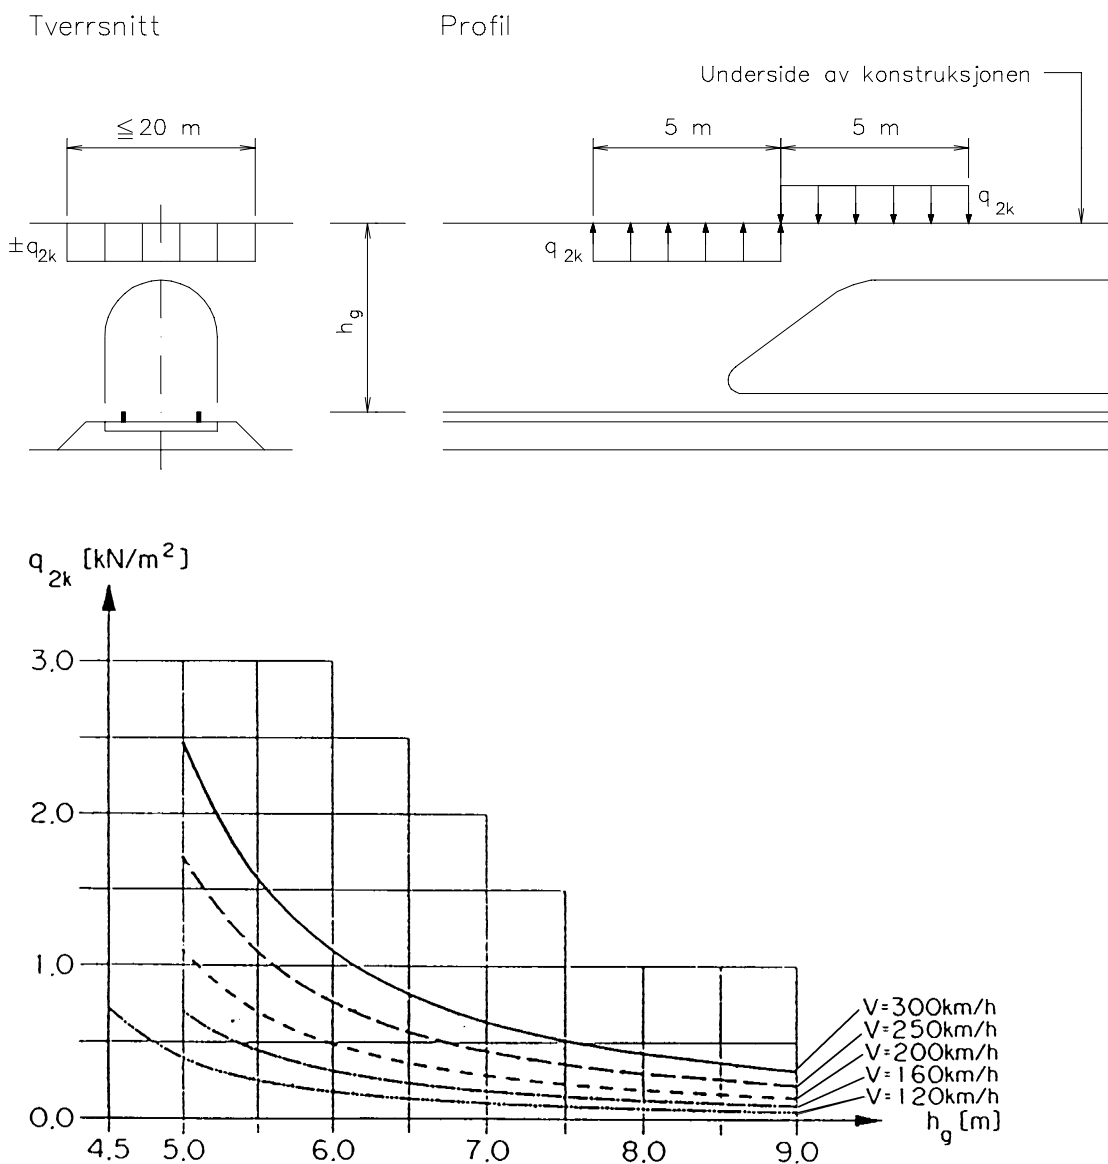 Tverrsnitt
Profil
Underside av konstruksjonen
≦20 m
5 m
5 m
q2k
±q2k
q2k
hg
q2k [kN/m²]
3.0
2.0
1.0
0.0
V=300km/h
V=250km/h
V=200km/h
V=160km/h
V=120km/h
hg [m]
4.5 5.0 6.0 7.0 8.0 9.0